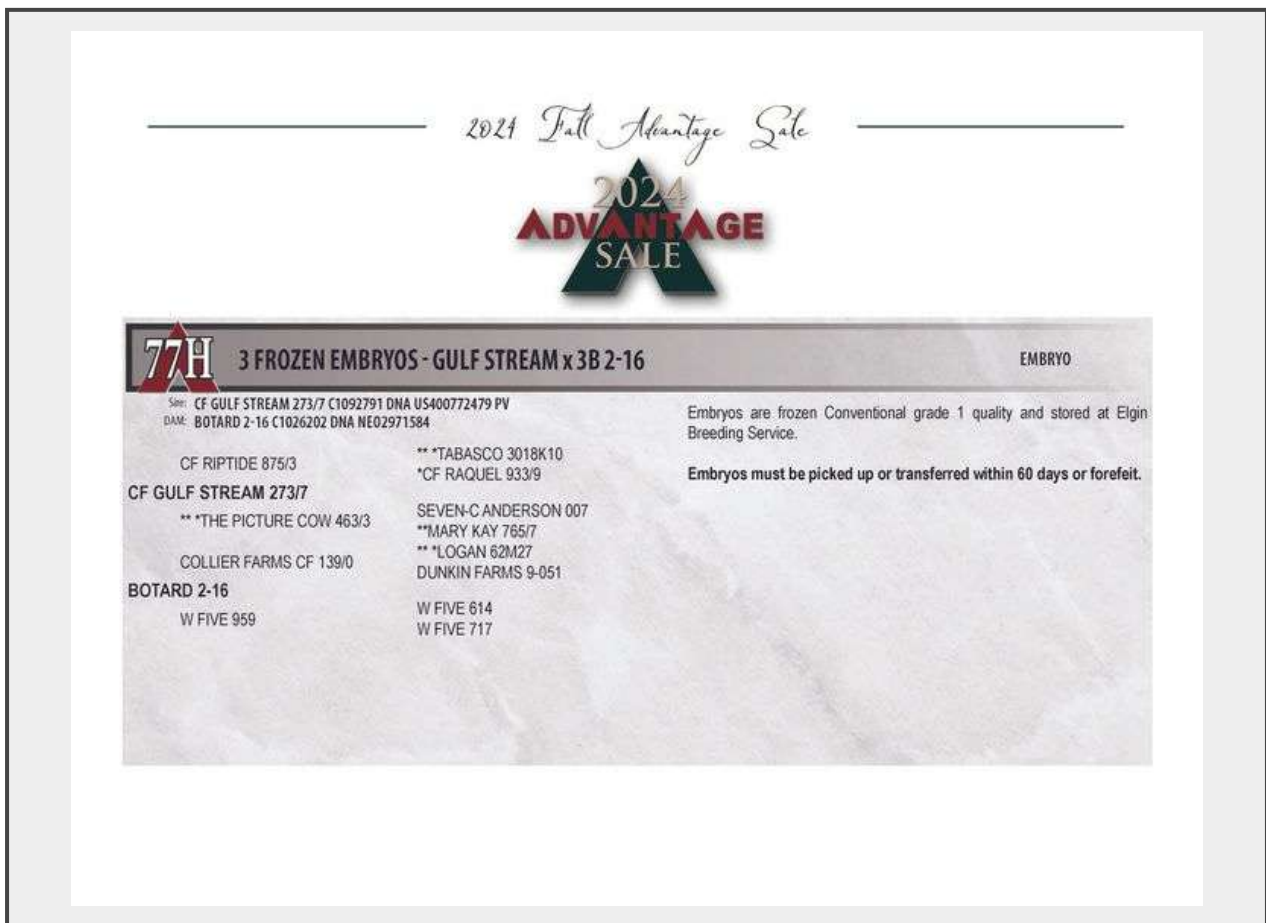 2024 Fall Advantage Sale
2024
ADVANTAGE
SALE
77H
3 FROZEN EMBRYOS - GULF STREAM x 3B 2-16
EMBRYO
Sire: CF GULF STREAM 273/7 C1092791 DNA US400772479 PV
DAM: BOTARD 2-16 C1026202 DNA NEO2971584
CF RIPTIDE 875/3
** *TABASCO 3018K10
*CF RAQUEL 933/9
CF GULF STREAM 273/7
** *THE PICTURE COW 463/3
SEVEN-C ANDERSON 007
**MARY KAY 765/7
COLLIER FARMS CF 139/0
** *LOGAN 62M27
DUNKIN FARMS 9-051
BOTARD 2-16
W FIVE 959
W FIVE 614
W FIVE 717
Embryos are frozen Conventional grade 1 quality and stored at Elgin
Breeding Service.
Embryos must be picked up or transferred within 60 days or forefeit.